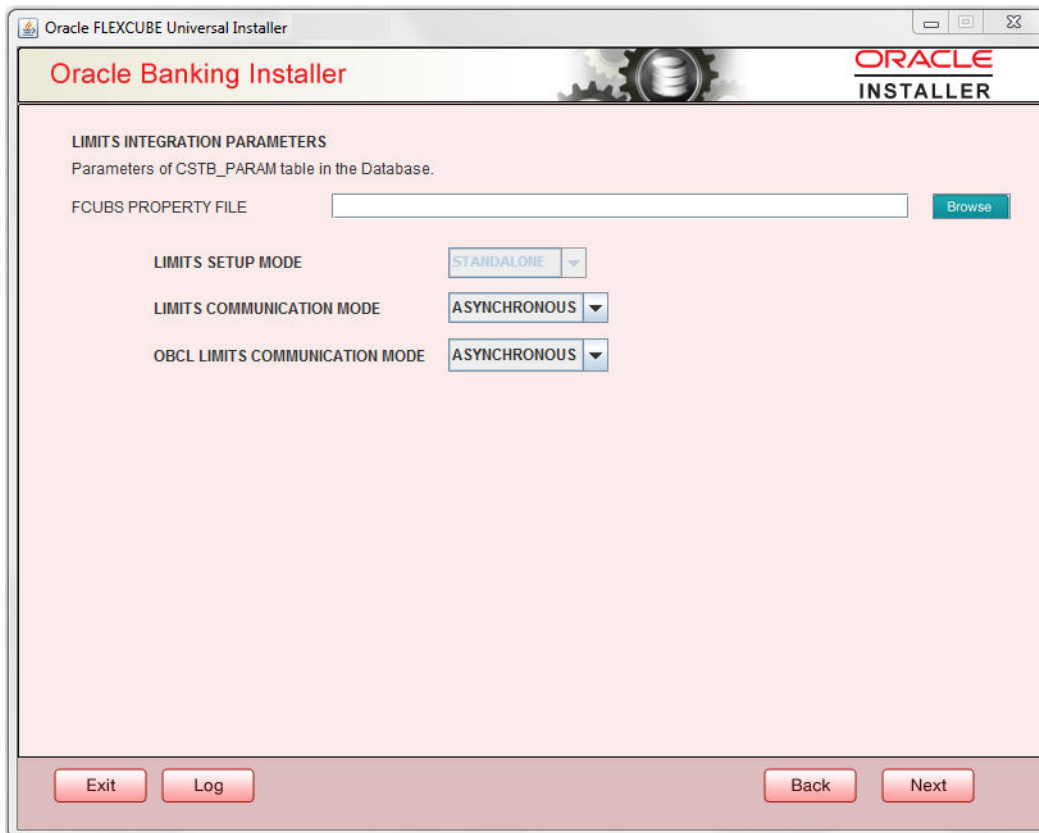 Oracle FLEXCUBE Universal Installer
Oracle Banking Installer
ORACLE
INSTALLER
LIMITS INTEGRATION PARAMETERS
Parameters of CSTB_PARAM table in the Database.
FCUBS PROPERTY FILE Browse
LIMITS SETUP MODE STANDALONE
LIMITS COMMUNICATION MODE ASYNCHRONOUS
OBCL LIMITS COMMUNICATION MODE ASYNCHRONOUS
Exit Log Back Next